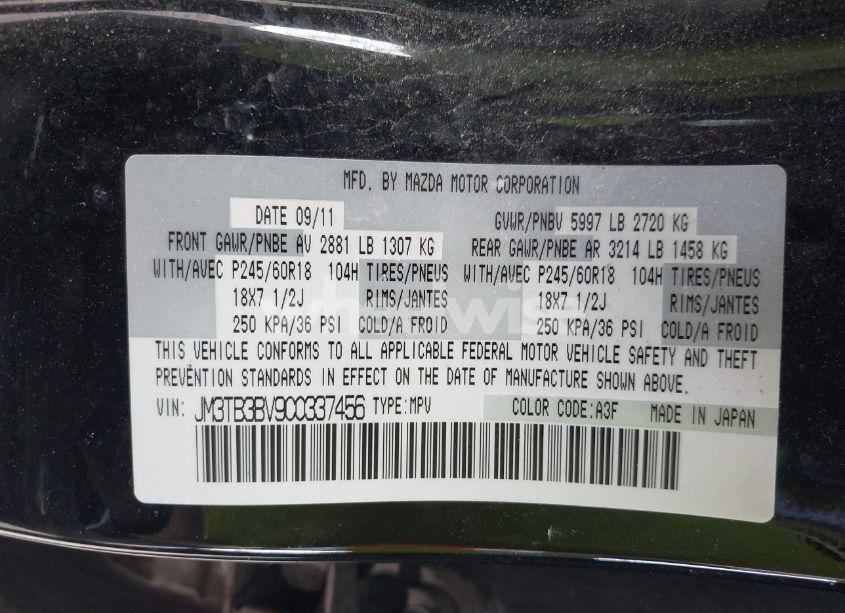 MFD. BY MAZDA MOTOR CORPORATION
DATE 09/11 GVWR/PNBV 5997 LB 2720 KG
FRONT GAWR/PNBE AV 2881 LB 1307 KG REAR GAWR/PNBE AR 3214 LB 1458 KG
WITH/AVEC P245/60R18 104H TIRES/PNEUS WITH/AVEC P245/60R18 104H TIRES/PNEUS
18X7 1/2J RIMS/JANTES 18X7 1/2J RIMS/JANTES
250 KPA/36 PSI COLD/A FROID 250 KPA/36 PSI COLD/A FROID
THIS VEHICLE CONFORMS TO ALL APPLICABLE FEDERAL MOTOR VEHICLE SAFETY AND THEFT
PREVENTION STANDARDS IN EFFECT ON THE DATE OF MANUFACTURE SHOWN ABOVE.
VIN: JM3TB3BV9C0337456 TYPE:MPV COLOR CODE:A3F MADE IN JAPAN